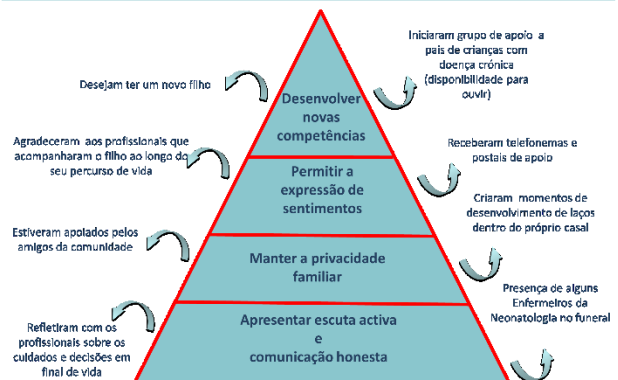 Iniciaram grupo de apoio a
pais de crianças com
doença crónica
(disponibilidade para
ouvir)
Desejam ter um novo filho
Desenvolver
novas
competências
Agradeceram aos profissionais que
acompanharam o filho ao longo do
seu percurso de vida
Receberam telefonemas e
postais de apoio
Permitir a
expressão de
sentimentos
Criaram momentos de
desenvolvimento de laços
dentro do próprio casal
Estiveram apoiados pelos
amigos da comunidade
Manter a privacidade
familiar
Presença de alguns
Enfermeiros da
Neonatologia no funeral
Refletiram com os
profissionais sobre os
cuidados e decisões em
final de vida
Apresentar escuta activa
e
comunicação honesta